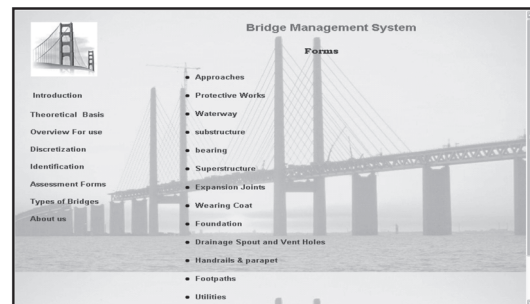 Bridge Management System
Forms
Introduction
Theoretical Basis
Overview For use
Discretization
Identification
Assessment Forms
Types of Bridges
About us
Approaches
Protective Works
Waterway
substructure
bearing
Superstructure
Expansion Joints
Wearing Coat
Foundation
Drainage Spout and Vent Holes
Handrails & parapet
Footpaths
Utilities